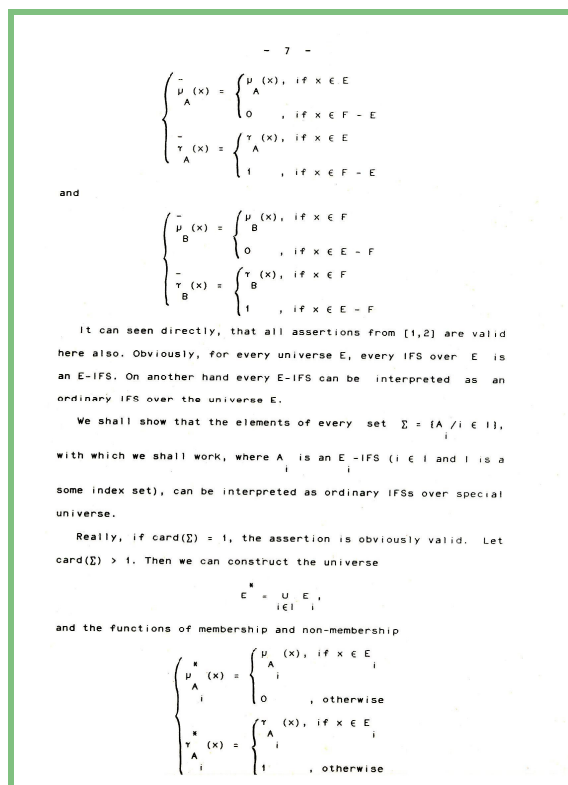 - 7 -
μ̄_A (x) = { μ_A (x), if x ∈ E
0 , if x ∈ F - E
γ̄_A (x) = { γ_A (x), if x ∈ E
1 , if x ∈ F - E
and
μ̄_B (x) = { μ_B (x), if x ∈ F
0 , if x ∈ E - F
γ̄_B (x) = { γ_B (x), if x ∈ F
1 , if x ∈ E - F
It can seen directly, that all assertions from [1,2] are valid
here also. Obviously, for every universe E, every IFS over E is
an E-IFS. On another hand every E-IFS can be interpreted as an
ordinary IFS over the universe E.
We shall show that the elements of every set Σ = {A_i /i ∈ I},
with which we shall work, where A_i is an E_i -IFS (i ∈ I and I is a
some index set), can be interpreted as ordinary IFSs over special
universe.
Really, if card(Σ) = 1, the assertion is obviously valid. Let
card(Σ) > 1. Then we can construct the universe
E* = ∪_{i∈I} E_i ,
and the functions of membership and non-membership
μ*_{A_i} (x) = { μ_{A_i} (x), if x ∈ E_i
0 , otherwise
γ*_{A_i} (x) = { γ_{A_i} (x), if x ∈ E_i
1 , otherwise